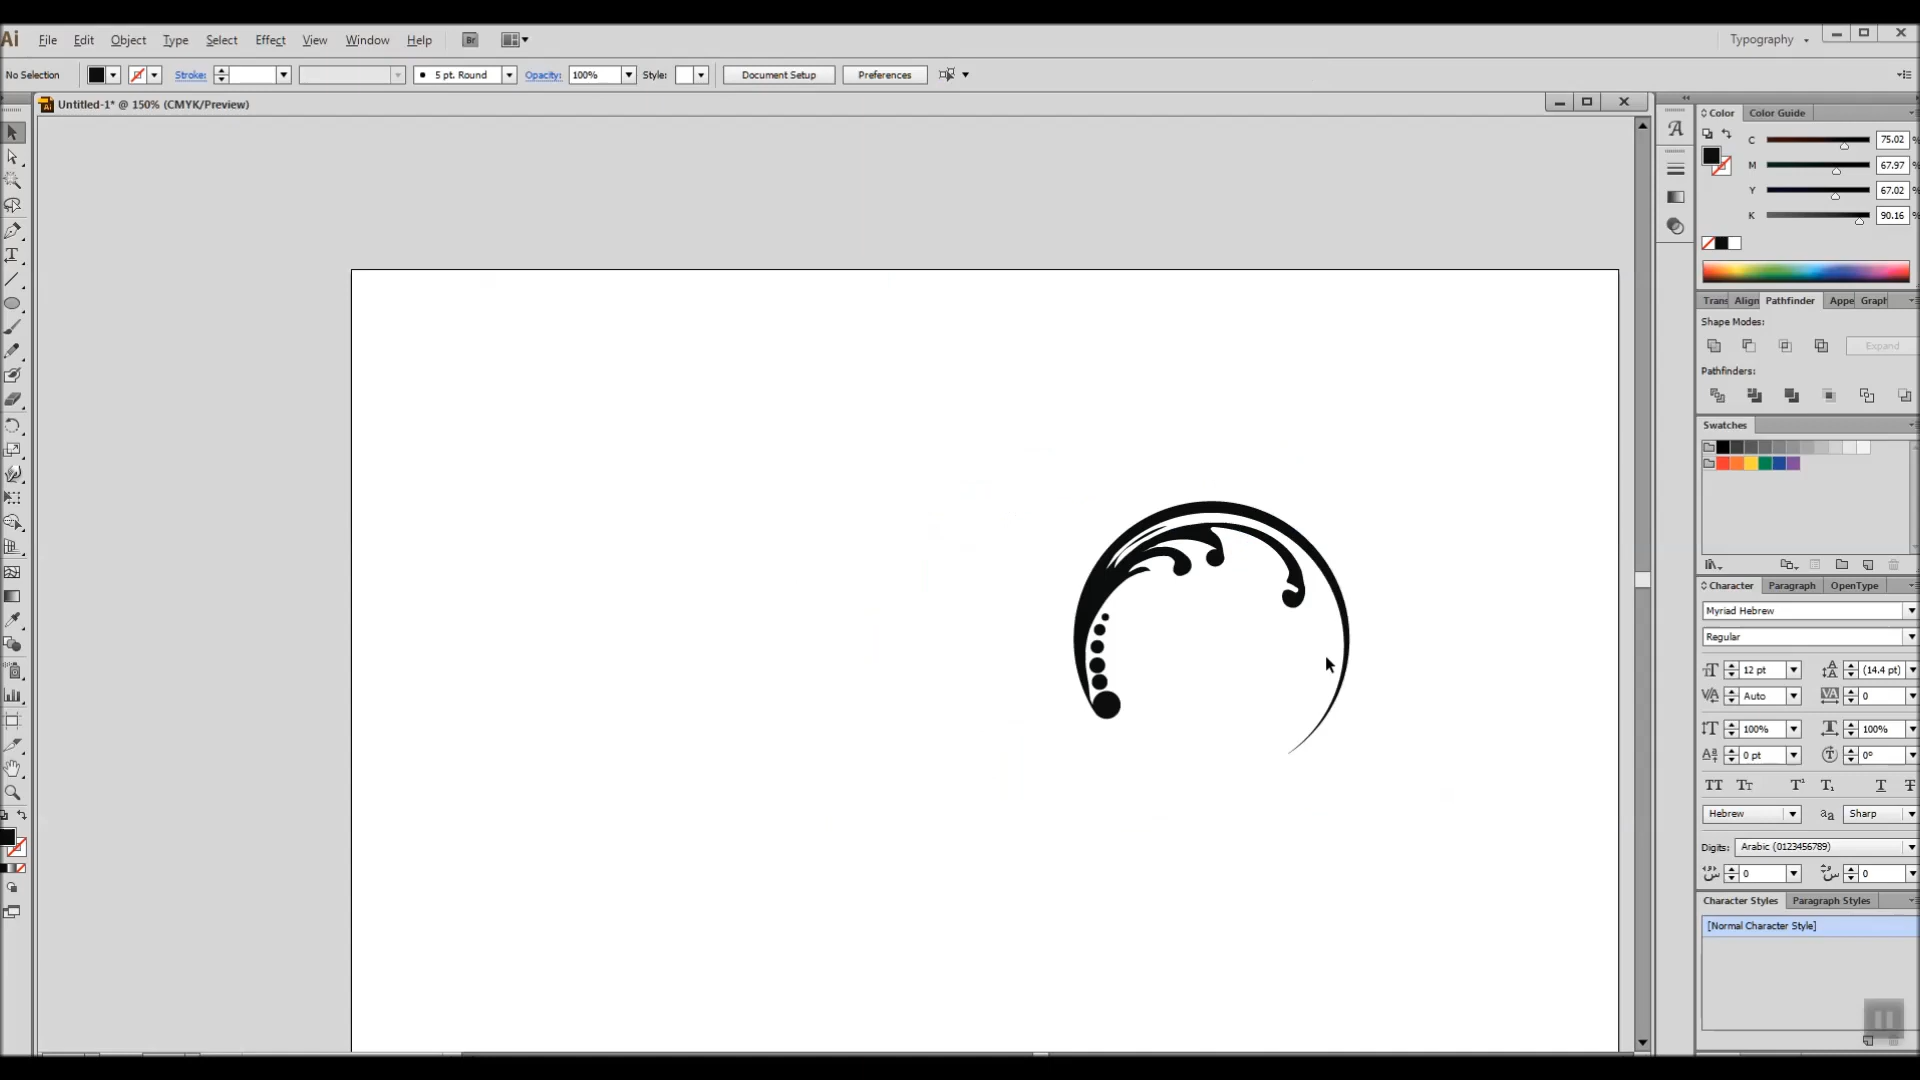 Ai File Edit Object Type Select Effect View Window Help Br Typography
No Selection Stroke: 5 pt. Round Opacity: 100% Style: Document Setup Preferences
Untitled-1* @ 150% (CMYK/Preview)
Color Color Guide
C 75.02 %
M 67.97 %
Y 67.02 %
K 90.16 %
Trans Align Pathfinder Appe Graph
Shape Modes:
Expand
Pathfinders:
Swatches
Character Paragraph OpenType
Myriad Hebrew
Regular
12 pt (14.4 pt)
Auto 0
100% 100%
0 pt 0°
Hebrew Sharp
Digits: Arabic (0123456789)
0 0
Character Styles Paragraph Styles
[Normal Character Style]